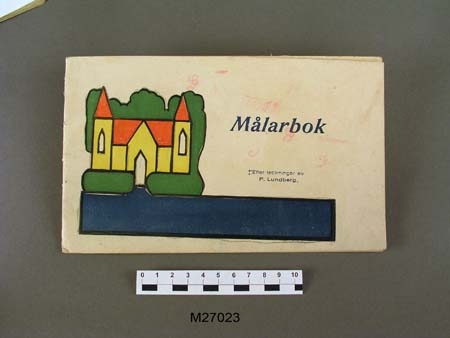 Målarbok
Efter teckningar av
P. Lundberg.
0 1 2 3 4 5 6 7 8 9 10
M27023